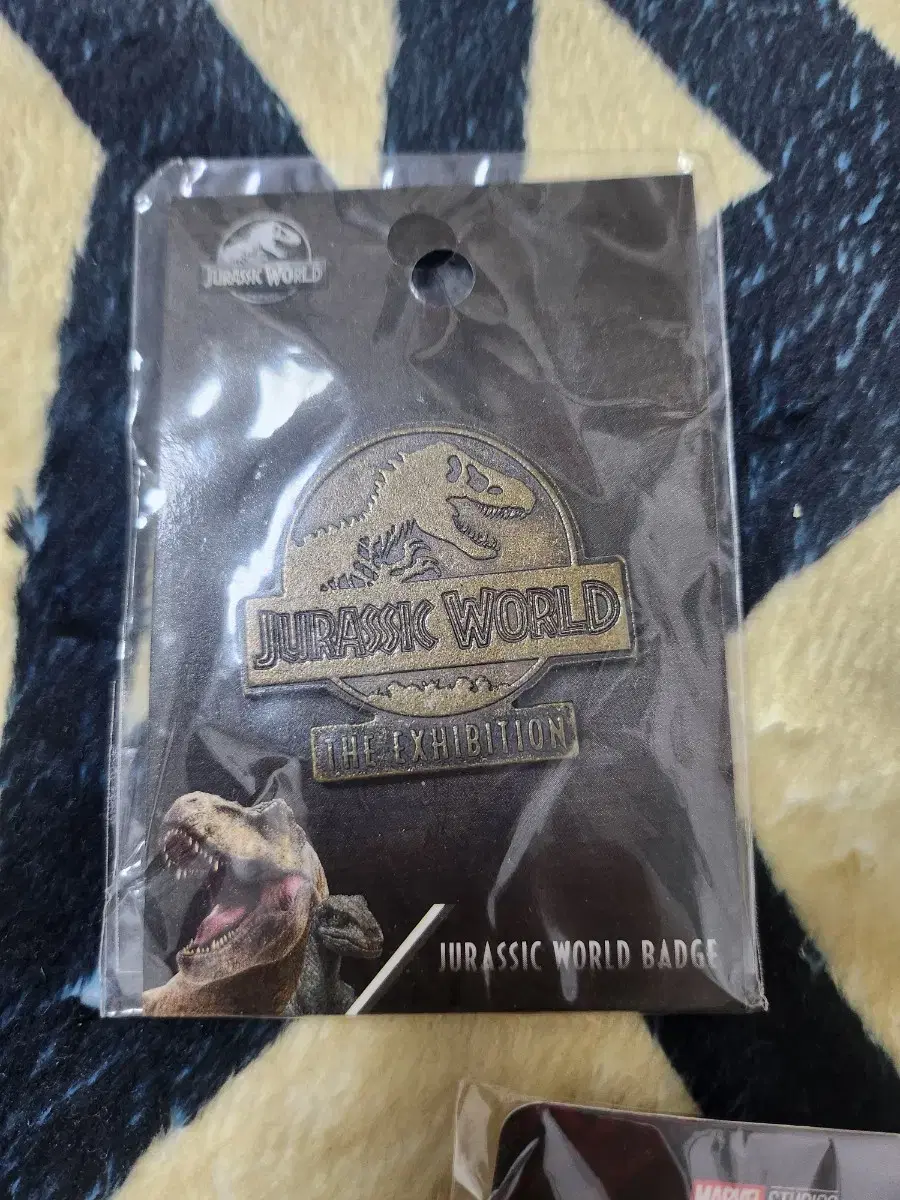 JURASSIC WORLD
JURASSIC WORLD
THE EXHIBITION
JURASSIC WORLD BADGE
MARVEL STUDIOS